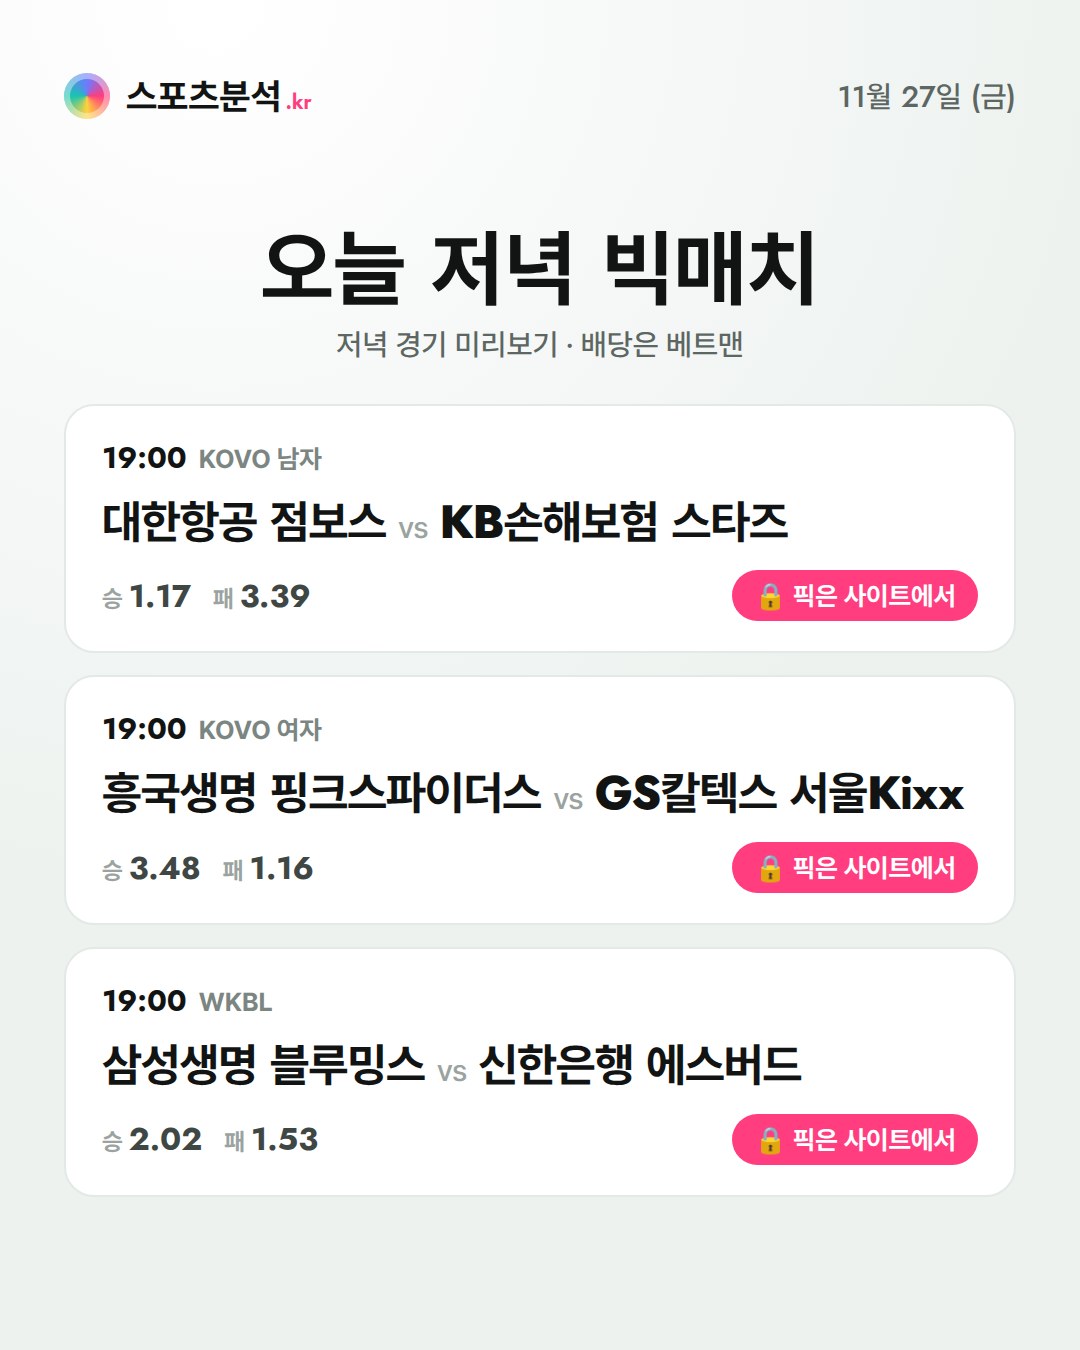 스포츠분석.kr
11월 27일 (금)
오늘 저녁 빅매치
저녁 경기 미리보기 · 배당은 베트맨
19:00 KOVO 남자
대한항공 점보스 vs KB손해보험 스타즈
승 1.17 패 3.39
🔒 픽은 사이트에서
19:00 KOVO 여자
흥국생명 핑크스파이더스 vs GS칼텍스 서울Kixx
승 3.48 패 1.16
🔒 픽은 사이트에서
19:00 WKBL
삼성생명 블루밍스 vs 신한은행 에스버드
승 2.02 패 1.53
🔒 픽은 사이트에서